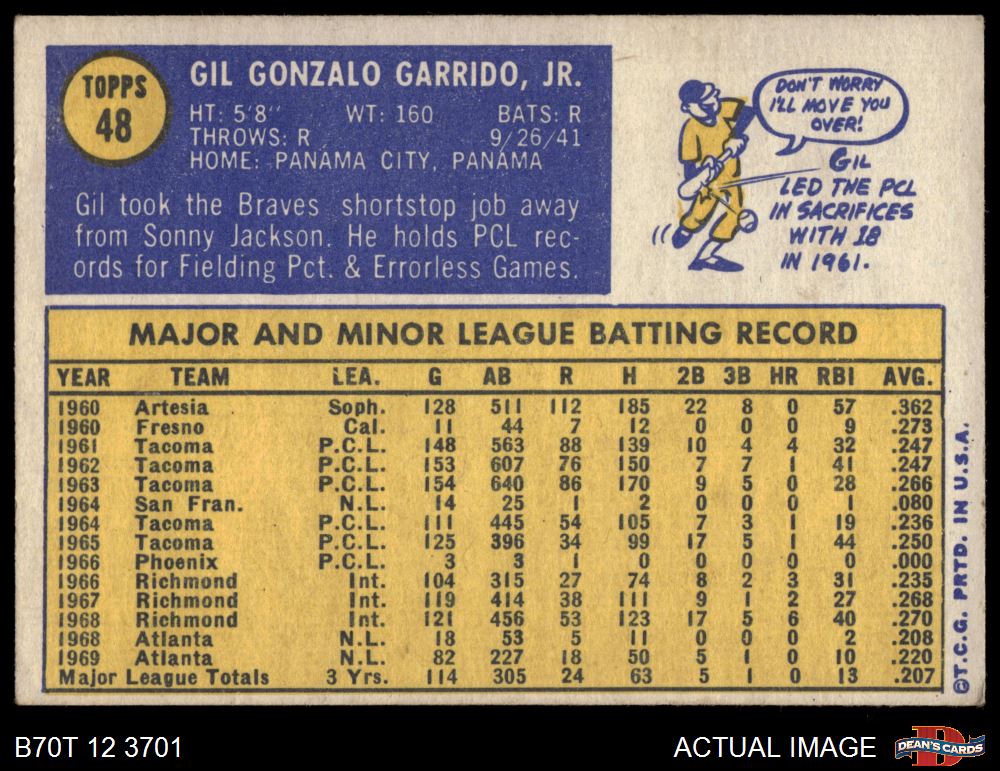 TOPPS
48
GIL GONZALO GARRIDO, JR.
HT: 5'8" WT: 160 BATS: R
THROWS: R 9/26/41
HOME: PANAMA CITY, PANAMA
Gil took the Braves shortstop job away
from Sonny Jackson. He holds PCL rec-
ords for Fielding Pct. & Errorless Games.
DON'T WORRY
I'LL MOVE YOU
OVER!
GIL
LED THE PCL
IN SACRIFICES
WITH 18
IN 1961.
MAJOR AND MINOR LEAGUE BATTING RECORD
YEAR TEAM LEA. G AB R H 2B 3B HR RBI AVG.
1960 Artesia Soph. 128 511 112 185 22 8 0 57 .362
1960 Fresno Cal. 11 44 7 12 0 0 0 9 .273
1961 Tacoma P.C.L. 148 563 88 139 10 4 4 32 .247
1962 Tacoma P.C.L. 153 607 76 150 7 7 1 41 .247
1963 Tacoma P.C.L. 154 640 86 170 9 5 0 28 .266
1964 San Fran. N.L. 14 25 1 2 0 0 0 1 .080
1964 Tacoma P.C.L. 111 445 54 105 7 3 1 19 .236
1965 Tacoma P.C.L. 125 396 34 99 17 5 1 44 .250
1966 Phoenix P.C.L. 3 3 1 0 0 0 0 0 .000
1966 Richmond Int. 104 315 27 74 8 2 3 31 .235
1967 Richmond Int. 119 414 38 111 9 1 2 27 .268
1968 Richmond Int. 121 456 53 123 17 5 6 40 .270
1968 Atlanta N.L. 18 53 5 11 0 0 0 2 .208
1969 Atlanta N.L. 82 227 18 50 5 1 0 10 .220
Major League Totals 3 Yrs. 114 305 24 63 5 1 0 13 .207
©T.C.G. PRTD. IN U.S.A.
B70T 12 3701
ACTUAL IMAGE
D
DEAN'S CARDS